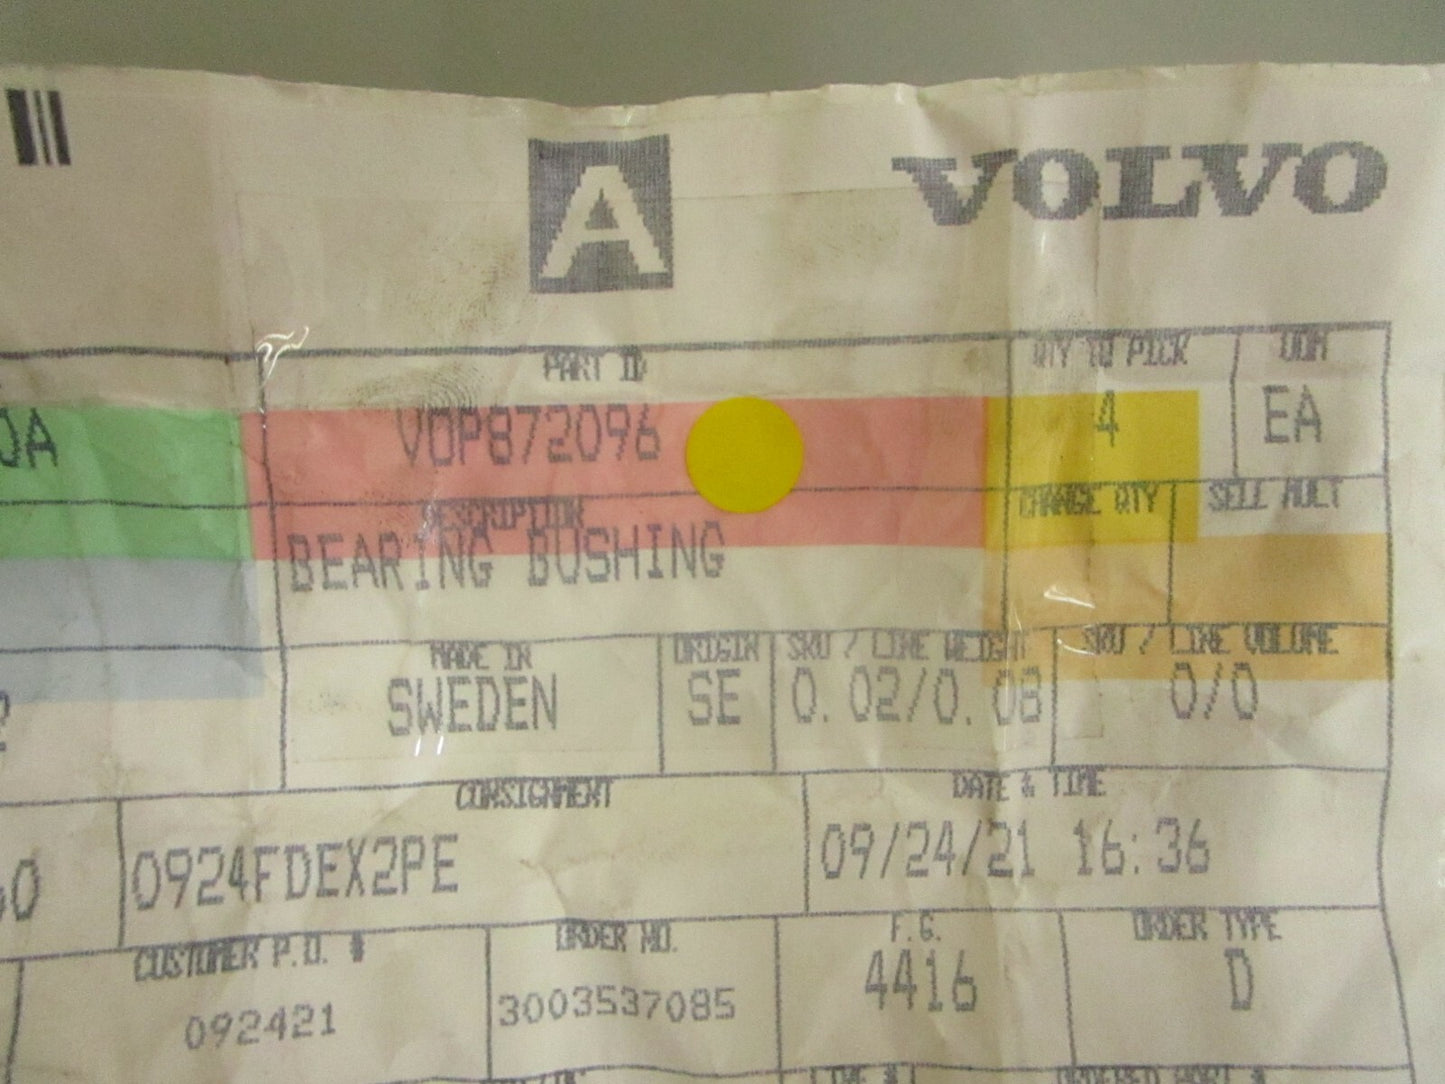 A VOLVO
PART ID QTY TO PICK UOM
0A VOP872096 4 EA
DESCRIPTION CHANGE QTY SELL MULT
BEARING BUSHING
MADE IN ORIGIN SKU / LINE WEIGHT SKU / LINE VOLUME
SWEDEN SE 0.02/0.08 0/0
CONSIGNMENT DATE & TIME
0924FDEX2PE 09/24/21 16:36
CUSTOMER P.O. # ORDER NO. F.G. ORDER TYPE
092421 3003537085 4416 D